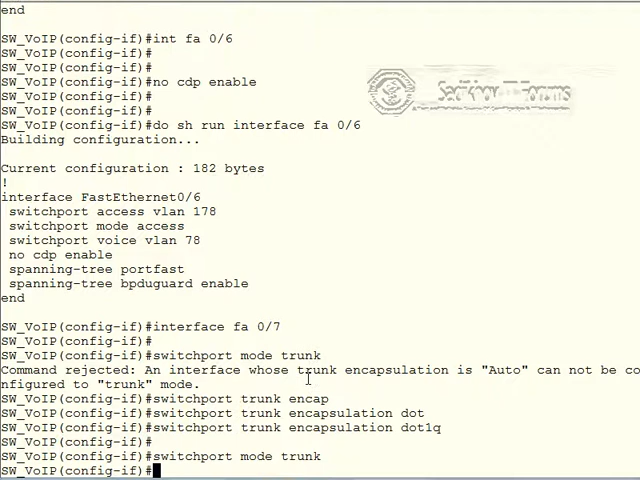 end
SW_VoIP(config-if)#int fa 0/6
SW_VoIP(config-if)#
SW_VoIP(config-if)#
SW_VoIP(config-if)#no cdp enable
SW_VoIP(config-if)#
SW_VoIP(config-if)#
SW_VoIP(config-if)#do sh run interface fa 0/6
Building configuration...
Current configuration : 182 bytes
!
interface FastEthernet0/6
switchport access vlan 178
switchport mode access
switchport voice vlan 78
no cdp enable
spanning-tree portfast
spanning-tree bpduguard enable
end
SW_VoIP(config-if)#interface fa 0/7
SW_VoIP(config-if)#
SW_VoIP(config-if)#switchport mode trunk
Command rejected: An interface whose trunk encapsulation is "Auto" can not be co
nfigured to "trunk" mode.
SW_VoIP(config-if)#switchport trunk encap
SW_VoIP(config-if)#switchport trunk encapsulation dot
SW_VoIP(config-if)#switchport trunk encapsulation dot1q
SW_VoIP(config-if)#
SW_VoIP(config-if)#switchport mode trunk
SW_VoIP(config-if)#